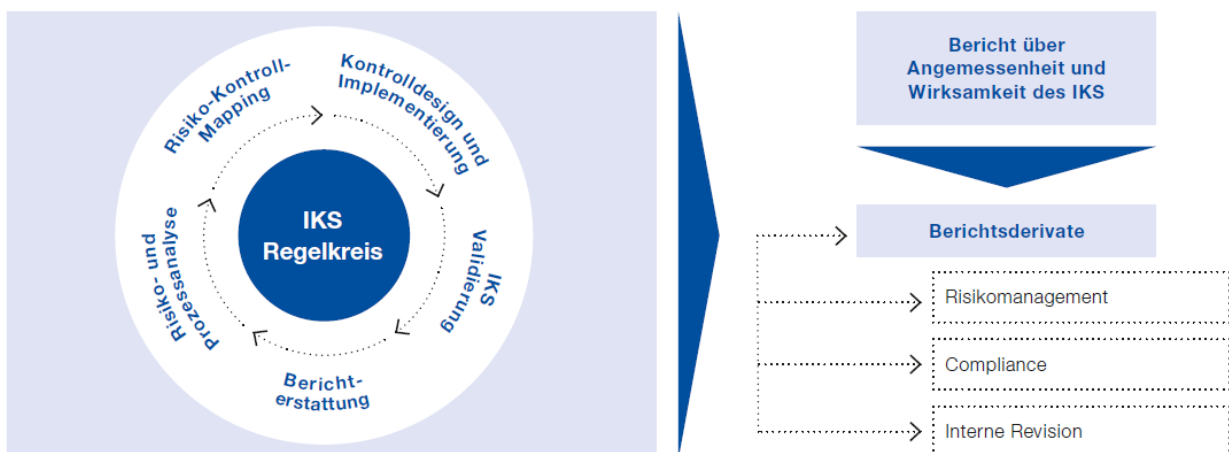 Risiko-Kontroll-
Mapping
Kontrolldesign und
Implementierung
IKS
Validierung
Bericht-
erstattung
Risiko- und
Prozessanalyse
IKS
Regelkreis
Bericht über
Angemessenheit und
Wirksamkeit des IKS
Berichtsderivate
Risikomanagement
Compliance
Interne Revision